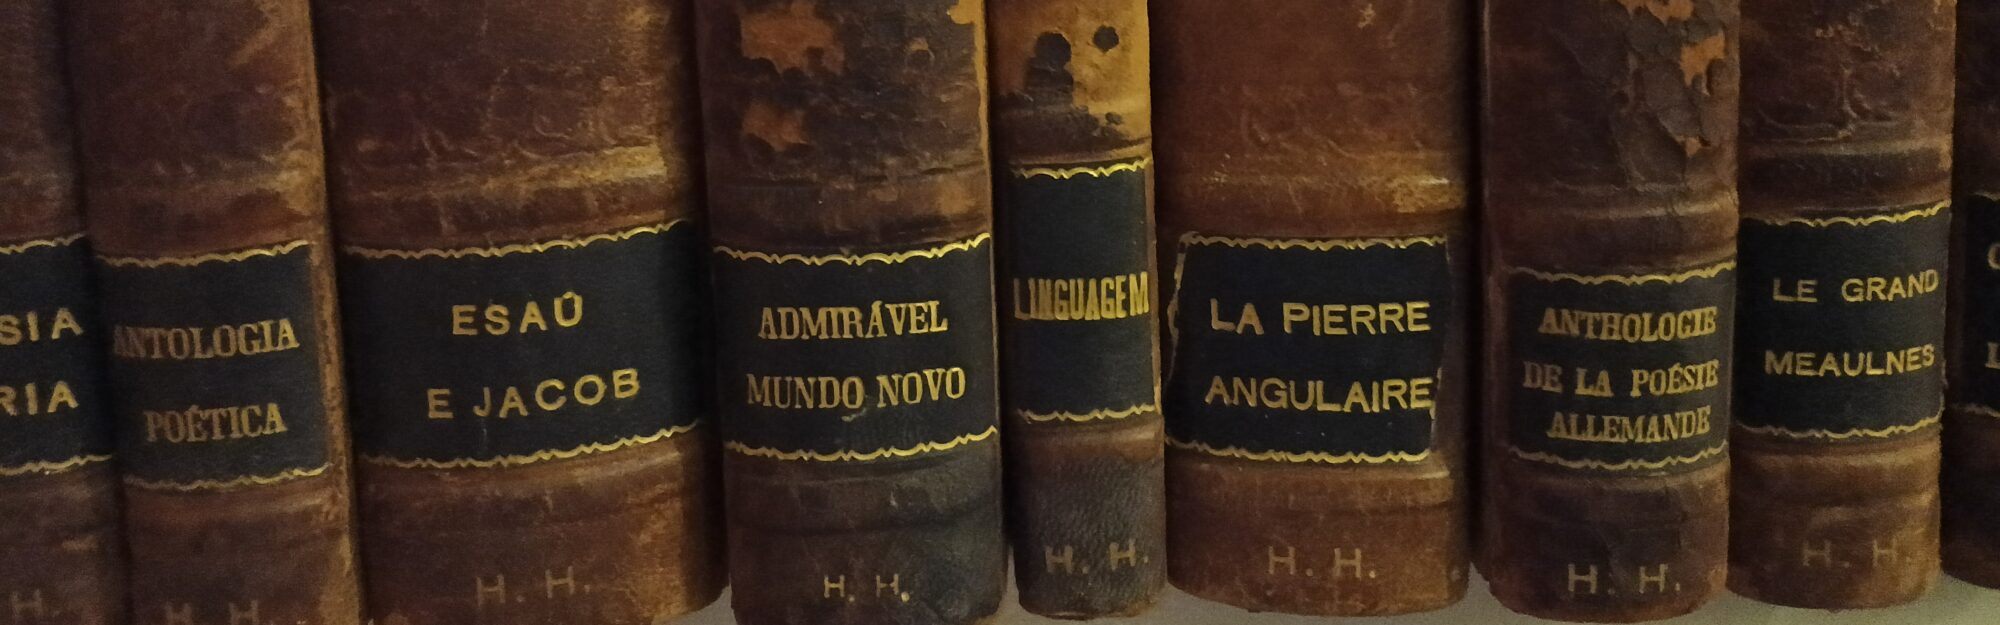 SIA
RIA
H.
ANTOLOGIA
POÉTICA
H. H.
ESAÚ
E JACOB
H. H.
ADMIRÁVEL
MUNDO NOVO
H. H.
LINGUAGEM
H. H.
LA PIERRE
ANGULAIRE
H. H.
ANTHOLOGIE
DE LA POÉSIE
ALLEMANDE
H. H.
LE GRAND
MEAULNES
H. H.